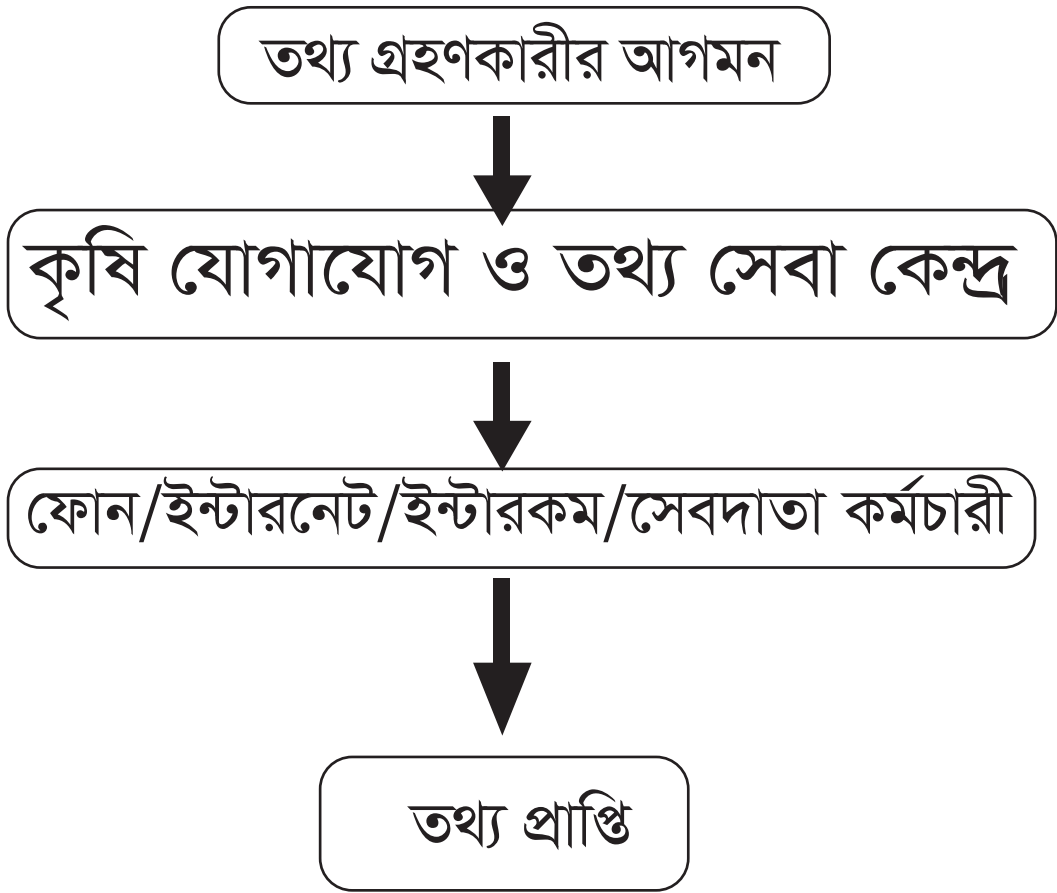 তথ্য গ্রহণকারীর আগমন
কৃষি যোগাযোগ ও তথ্য সেবা কেন্দ্র
ফোন/ইন্টারনেট/ইন্টারকম/সেবদাতা কর্মচারী
তথ্য প্রাপ্তি